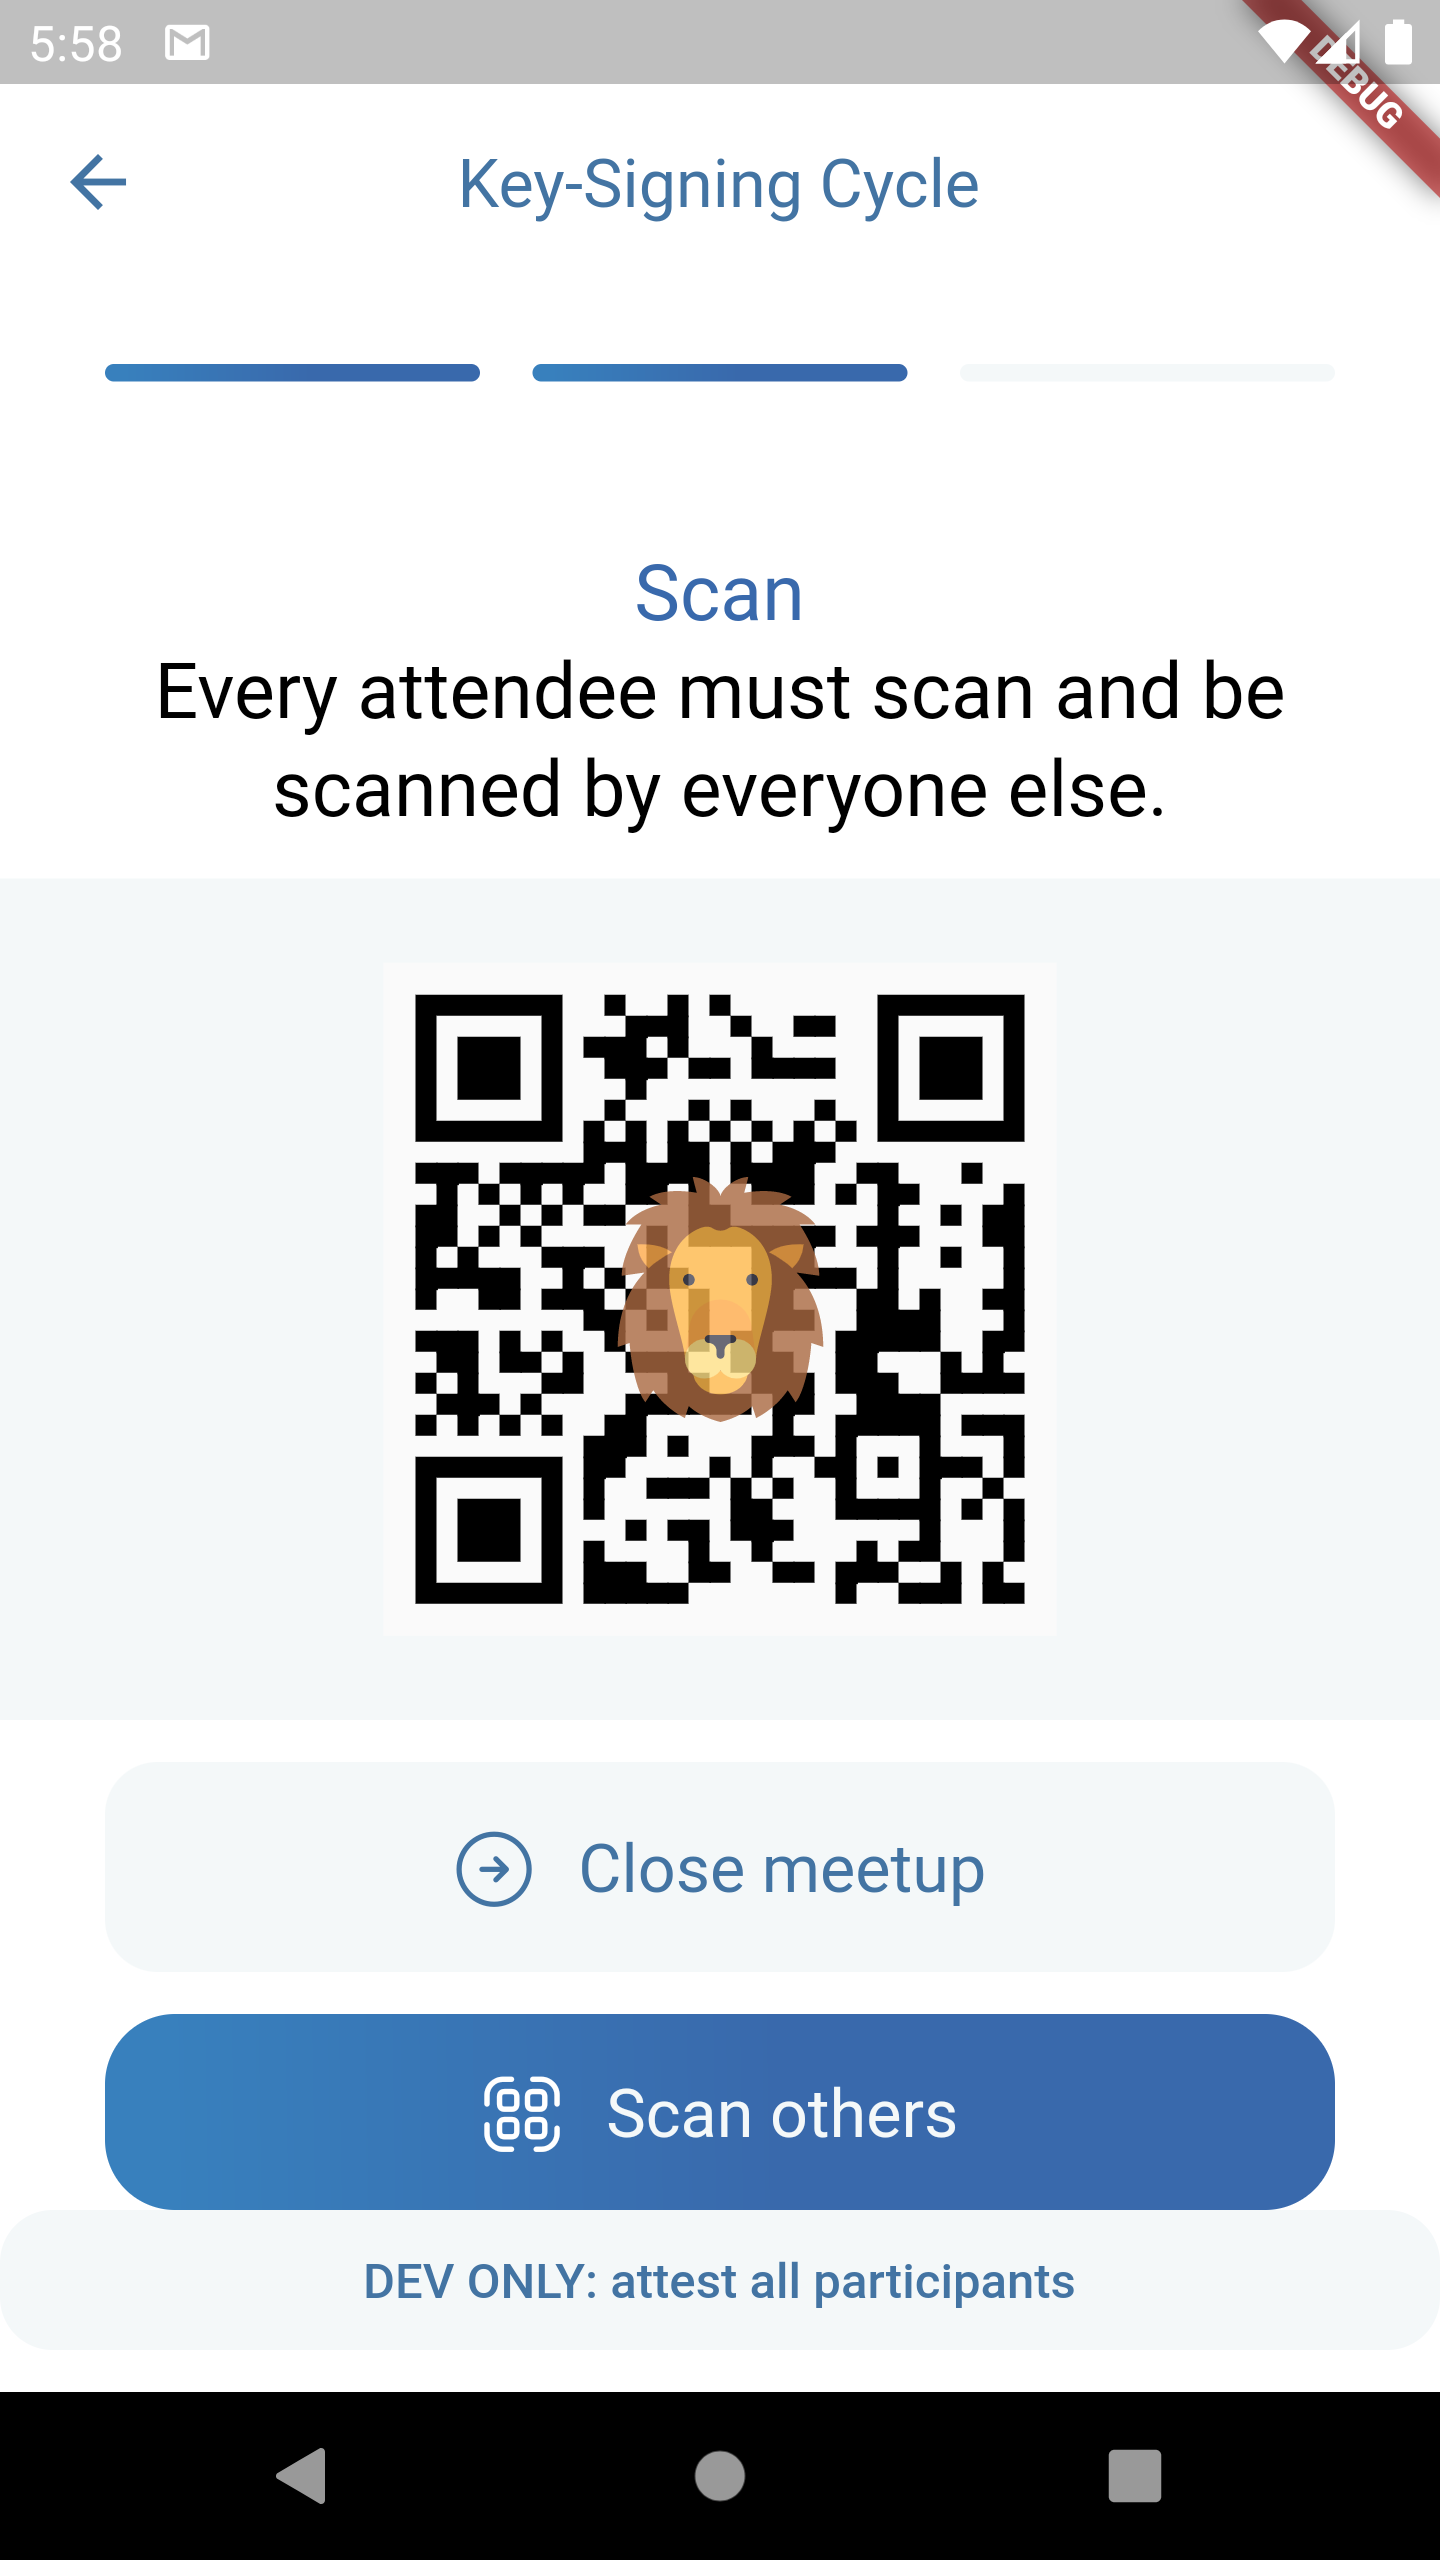 5:58
DEBUG
Key-Signing Cycle
Scan
Every attendee must scan and be
scanned by everyone else.
Close meetup
Scan others
DEV ONLY: attest all participants